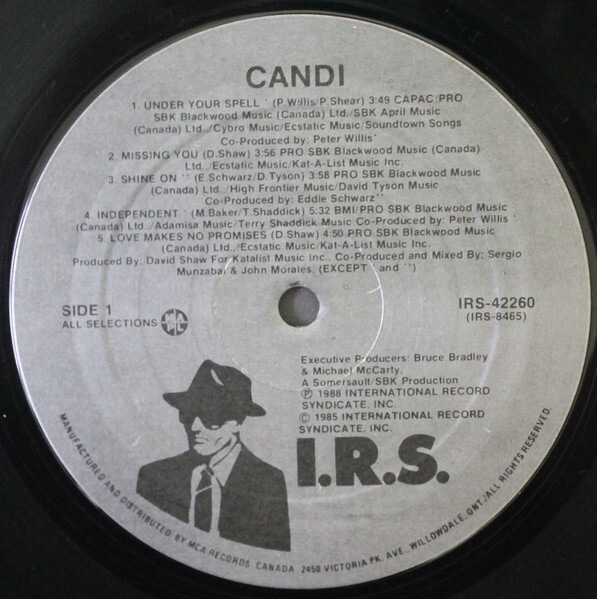 CANDI
1. UNDER YOUR SPELL * (P. Willis/P. Shear) 3:49 CAPAC/PRO
SBK Blackwood Music (Canada) Ltd./SBK April Music
(Canada) Ltd../Cybro Music/Ecstatic Music/Soundtown Songs
Co-Produced by: Peter Willis*
2. MISSING YOU (D. Shaw) 3:56 PRO SBK Blackwood Music (Canada)
Ltd., Ecstatic Music/Kat-A-List Music Inc.
3. SHINE ON ** (E. Schwarz/D. Tyson) 3:58 PRO SBK Blackwood Music
(Canada) Ltd./High Frontier Music/David Tyson Music
Co-Produced by: Eddie Schwarz**
4. INDEPENDENT * (M. Baker/T. Shaddick) 5:32 BMI/PRO SBK Blackwood Music
(Canada) Ltd., Adamisa Music/Terry Shaddick Music Co-Produced by: Peter Willis*
5. LOVE MAKES NO PROMISES (D. Shaw) 4:50 PRO SBK Blackwood Music
(Canada) Ltd., Ecstatic Music/Kat-A-List Music Inc.
Produced By: David Shaw For Katalist Music Inc., Co-Produced and Mixed By: Sergio
Munzabai & John Morales, (EXCEPT * and **)
SIDE 1
ALL SELECTIONS
IRS-42260
(IRS-8465)
Executive Producers: Bruce Bradley
& Michael McCarty.
A Somersault/SBK Production
Ⓟ 1988 INTERNATIONAL RECORD
SYNDICATE, INC.
© 1985 INTERNATIONAL RECORD
SYNDICATE, INC.
I.R.S.
MANUFACTURED AND DISTRIBUTED BY MCA RECORDS CANADA 2450 VICTORIA PK. AVE., WILLOWDALE, ONT./ALL RIGHTS RESERVED.